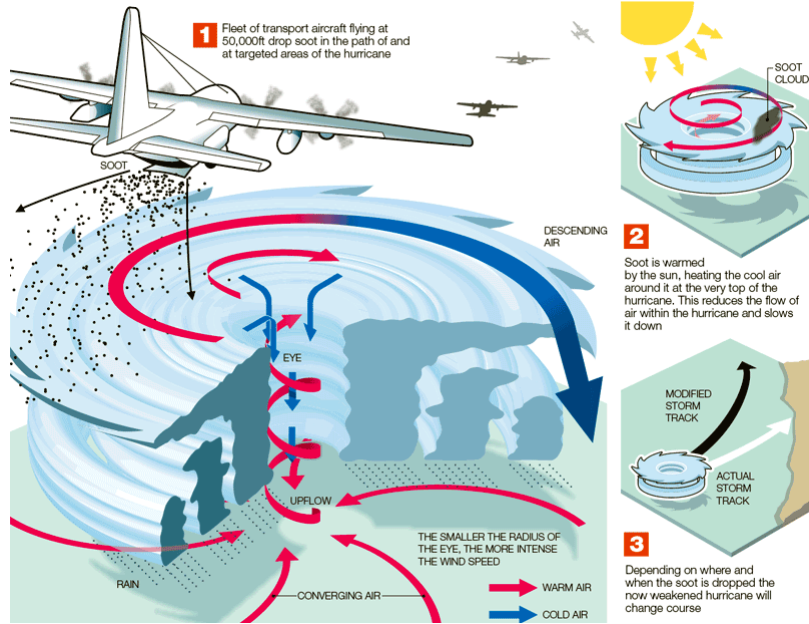 1
Fleet of transport aircraft flying at
50,000ft drop soot in the path of and
at targeted areas of the hurricane
SOOT
DESCENDING
AIR
EYE
UPFLOW
THE SMALLER THE RADIUS OF
THE EYE, THE MORE INTENSE
THE WIND SPEED
RAIN
CONVERGING AIR
WARM AIR
COLD AIR
SOOT
CLOUD
2
Soot is warmed
by the sun, heating the cool air
around it at the very top of the
hurricane. This reduces the flow of
air within the hurricane and slows
it down
MODIFIED
STORM
TRACK
ACTUAL
STORM
TRACK
3
Depending on where and
when the soot is dropped the
now weakened hurricane will
change course